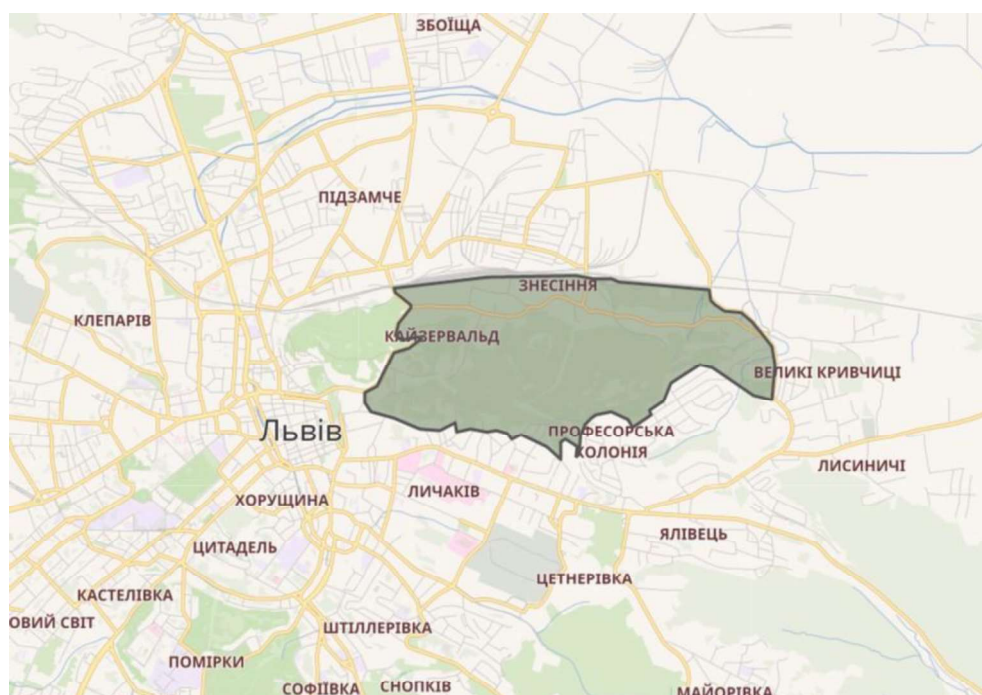 ЗБОЇЩА
ПІДЗАМЧЕ
ЗНЕСІННЯ
КЛЕПАРІВ
КАЙЗЕРВАЛЬД
ВЕЛИКІ КРИВЧИЦІ
Львів
ПРОФЕСОРСЬКА
КОЛОНІЯ
ЛИСИНИЧІ
ЛИЧАКІВ
ХОРУЩИНА
ЯЛІВЕЦЬ
ЦИТАДЕЛЬ
ЦЕТНЕРІВКА
КАСТЕЛІВКА
ОВИЙ СВІТ
ШТІЛЛЕРІВКА
ПОМІРКИ
СОФІЇВКА
СНОПКІВ
МАЙОРІВКА